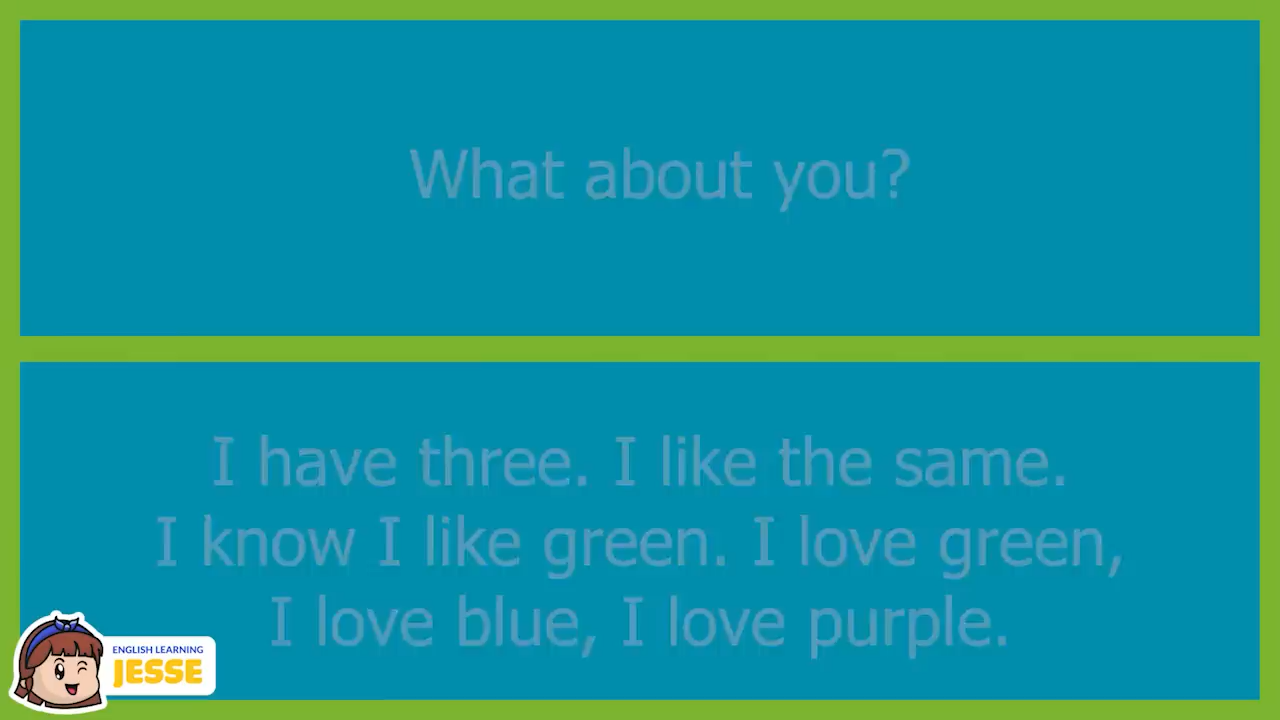 What about you?
I have three. I like the same.
I know I like green. I love green,
I love blue, I love purple.
ENGLISH LEARNING
JESSE